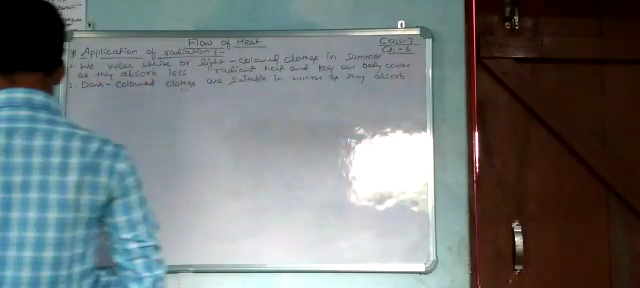 Flow of Heat
Class-7
Ch-6
* Application of radiation :-
1. We wear white or light-coloured clothes in summer
as they absorb less radiant heat and keep our body cooler
2. Dark-coloured clothes are suitable in winter as they absorb